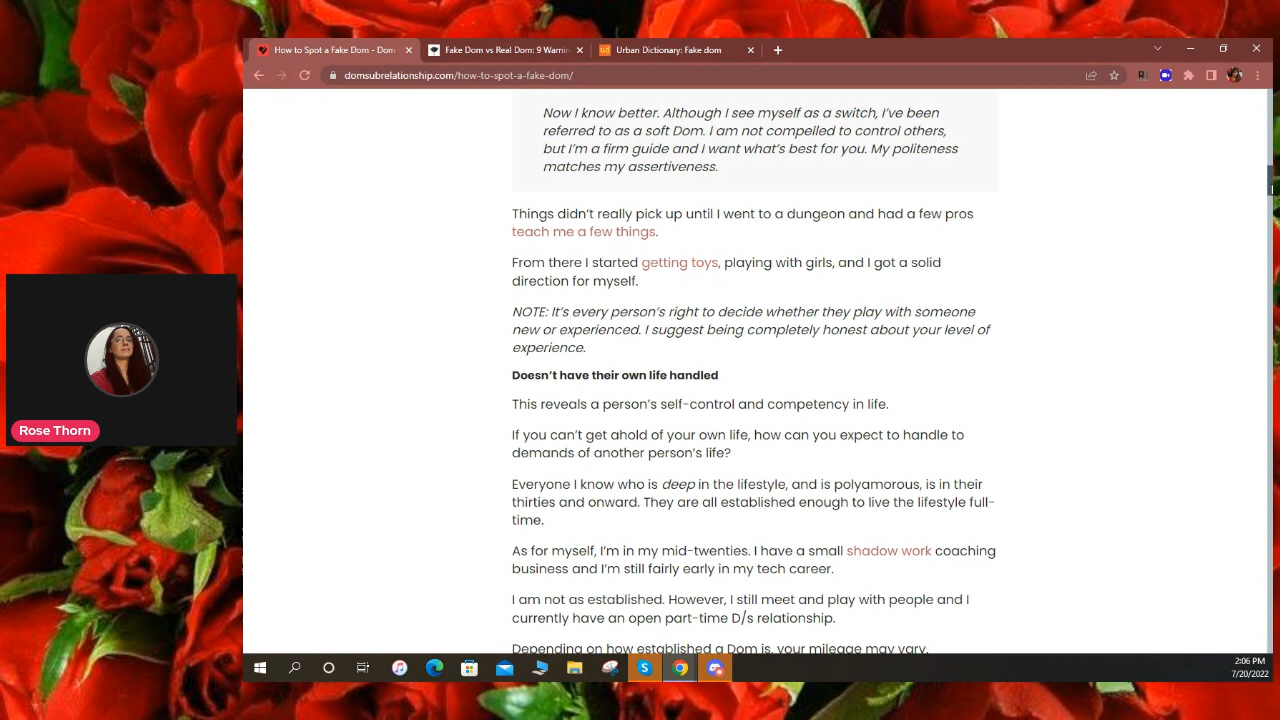 How to Spot a Fake Dom - Dom
Fake Dom vs Real Dom: 9 Warnin
ud
Urban Dictionary: Fake dom
domsubrelationship.com/how-to-spot-a-fake-dom/
Now I know better. Although I see myself as a switch, I've been
referred to as a soft Dom. I am not compelled to control others,
but I'm a firm guide and I want what's best for you. My politeness
matches my assertiveness.
Things didn't really pick up until I went to a dungeon and had a few pros
teach me a few things.
From there I started getting toys, playing with girls, and I got a solid
direction for myself.
NOTE: It's every person's right to decide whether they play with someone
new or experienced. I suggest being completely honest about your level of
experience.
Doesn't have their own life handled
This reveals a person's self-control and competency in life.
If you can't get ahold of your own life, how can you expect to handle to
demands of another person's life?
Everyone I know who is deep in the lifestyle, and is polyamorous, is in their
thirties and onward. They are all established enough to live the lifestyle full-
time.
As for myself, I'm in my mid-twenties. I have a small shadow work coaching
business and I'm still fairly early in my tech career.
I am not as established. However, I still meet and play with people and I
currently have an open part-time D/s relationship.
Depending on how established a Dom is, your mileage may vary.
Rose Thorn
2:06 PM
7/20/2022